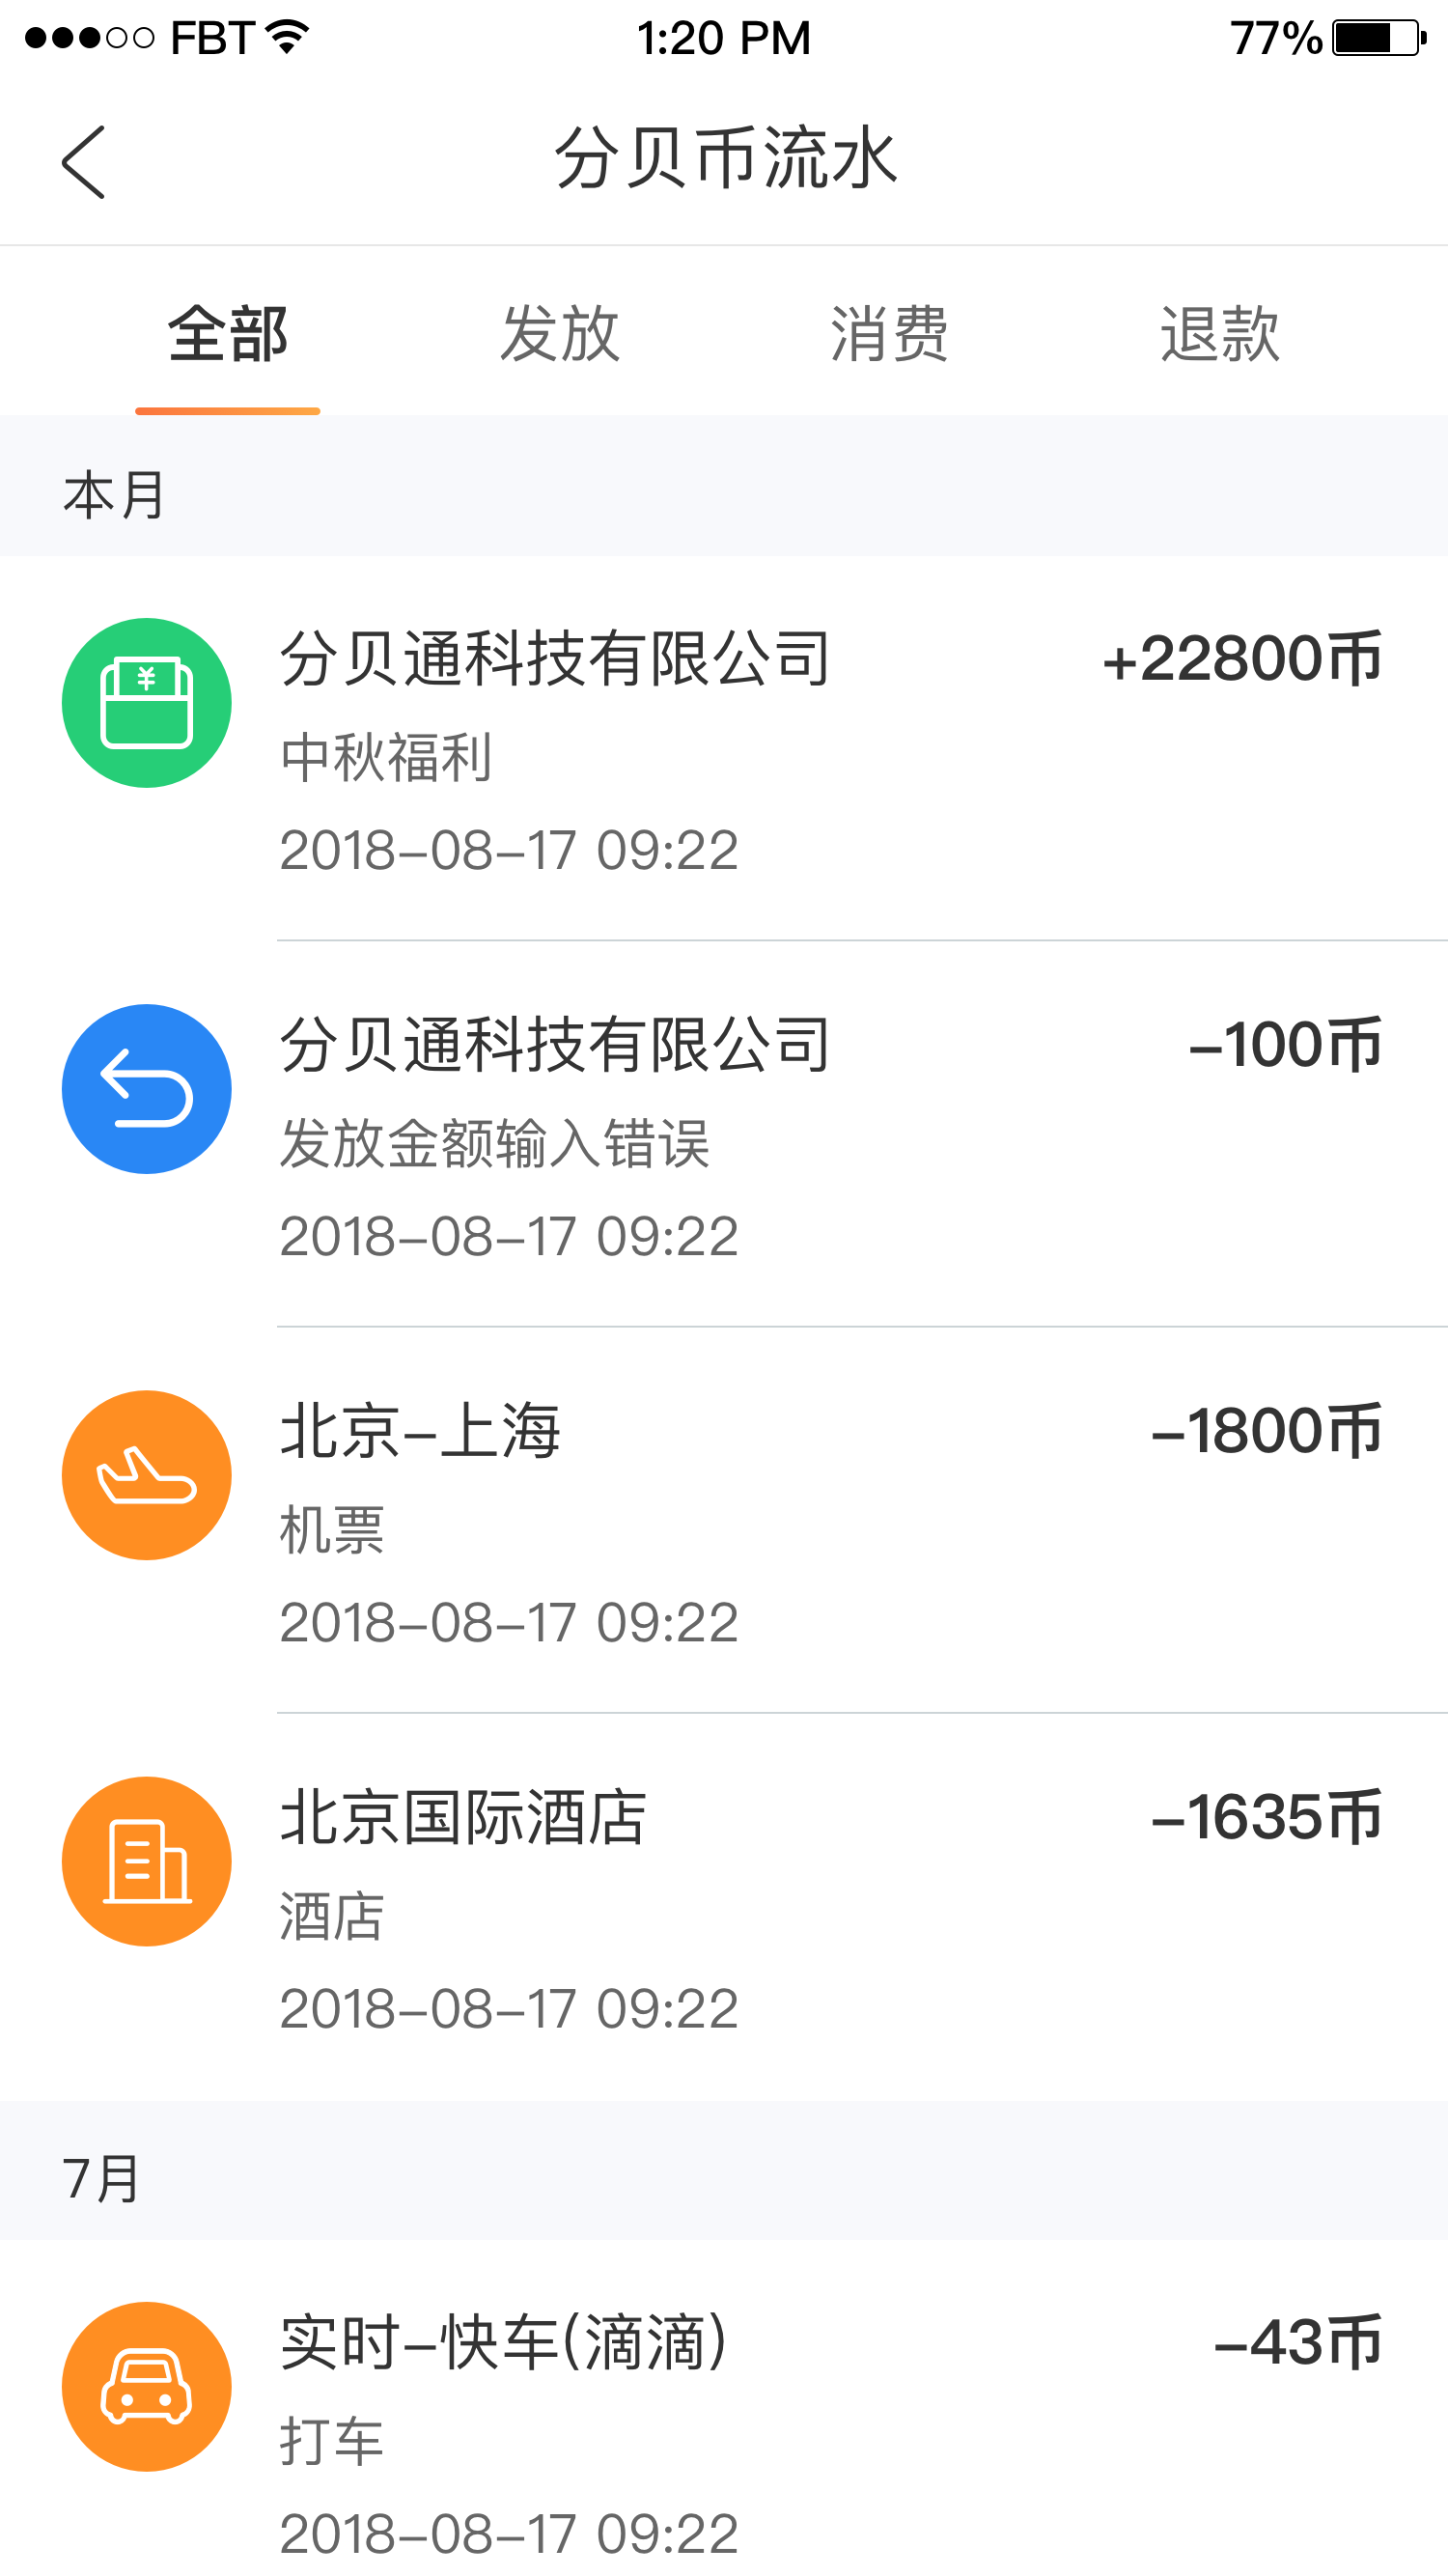 FBT 1:20 PM 77%
分贝币流水
全部 发放 消费 退款
本月
分贝通科技有限公司 +22800币
中秋福利
2018-08-17 09:22
分贝通科技有限公司 -100币
发放金额输入错误
2018-08-17 09:22
北京-上海 -1800币
机票
2018-08-17 09:22
北京国际酒店 -1635币
酒店
2018-08-17 09:22
7月
实时-快车(滴滴) -43币
打车
2018-08-17 09:22